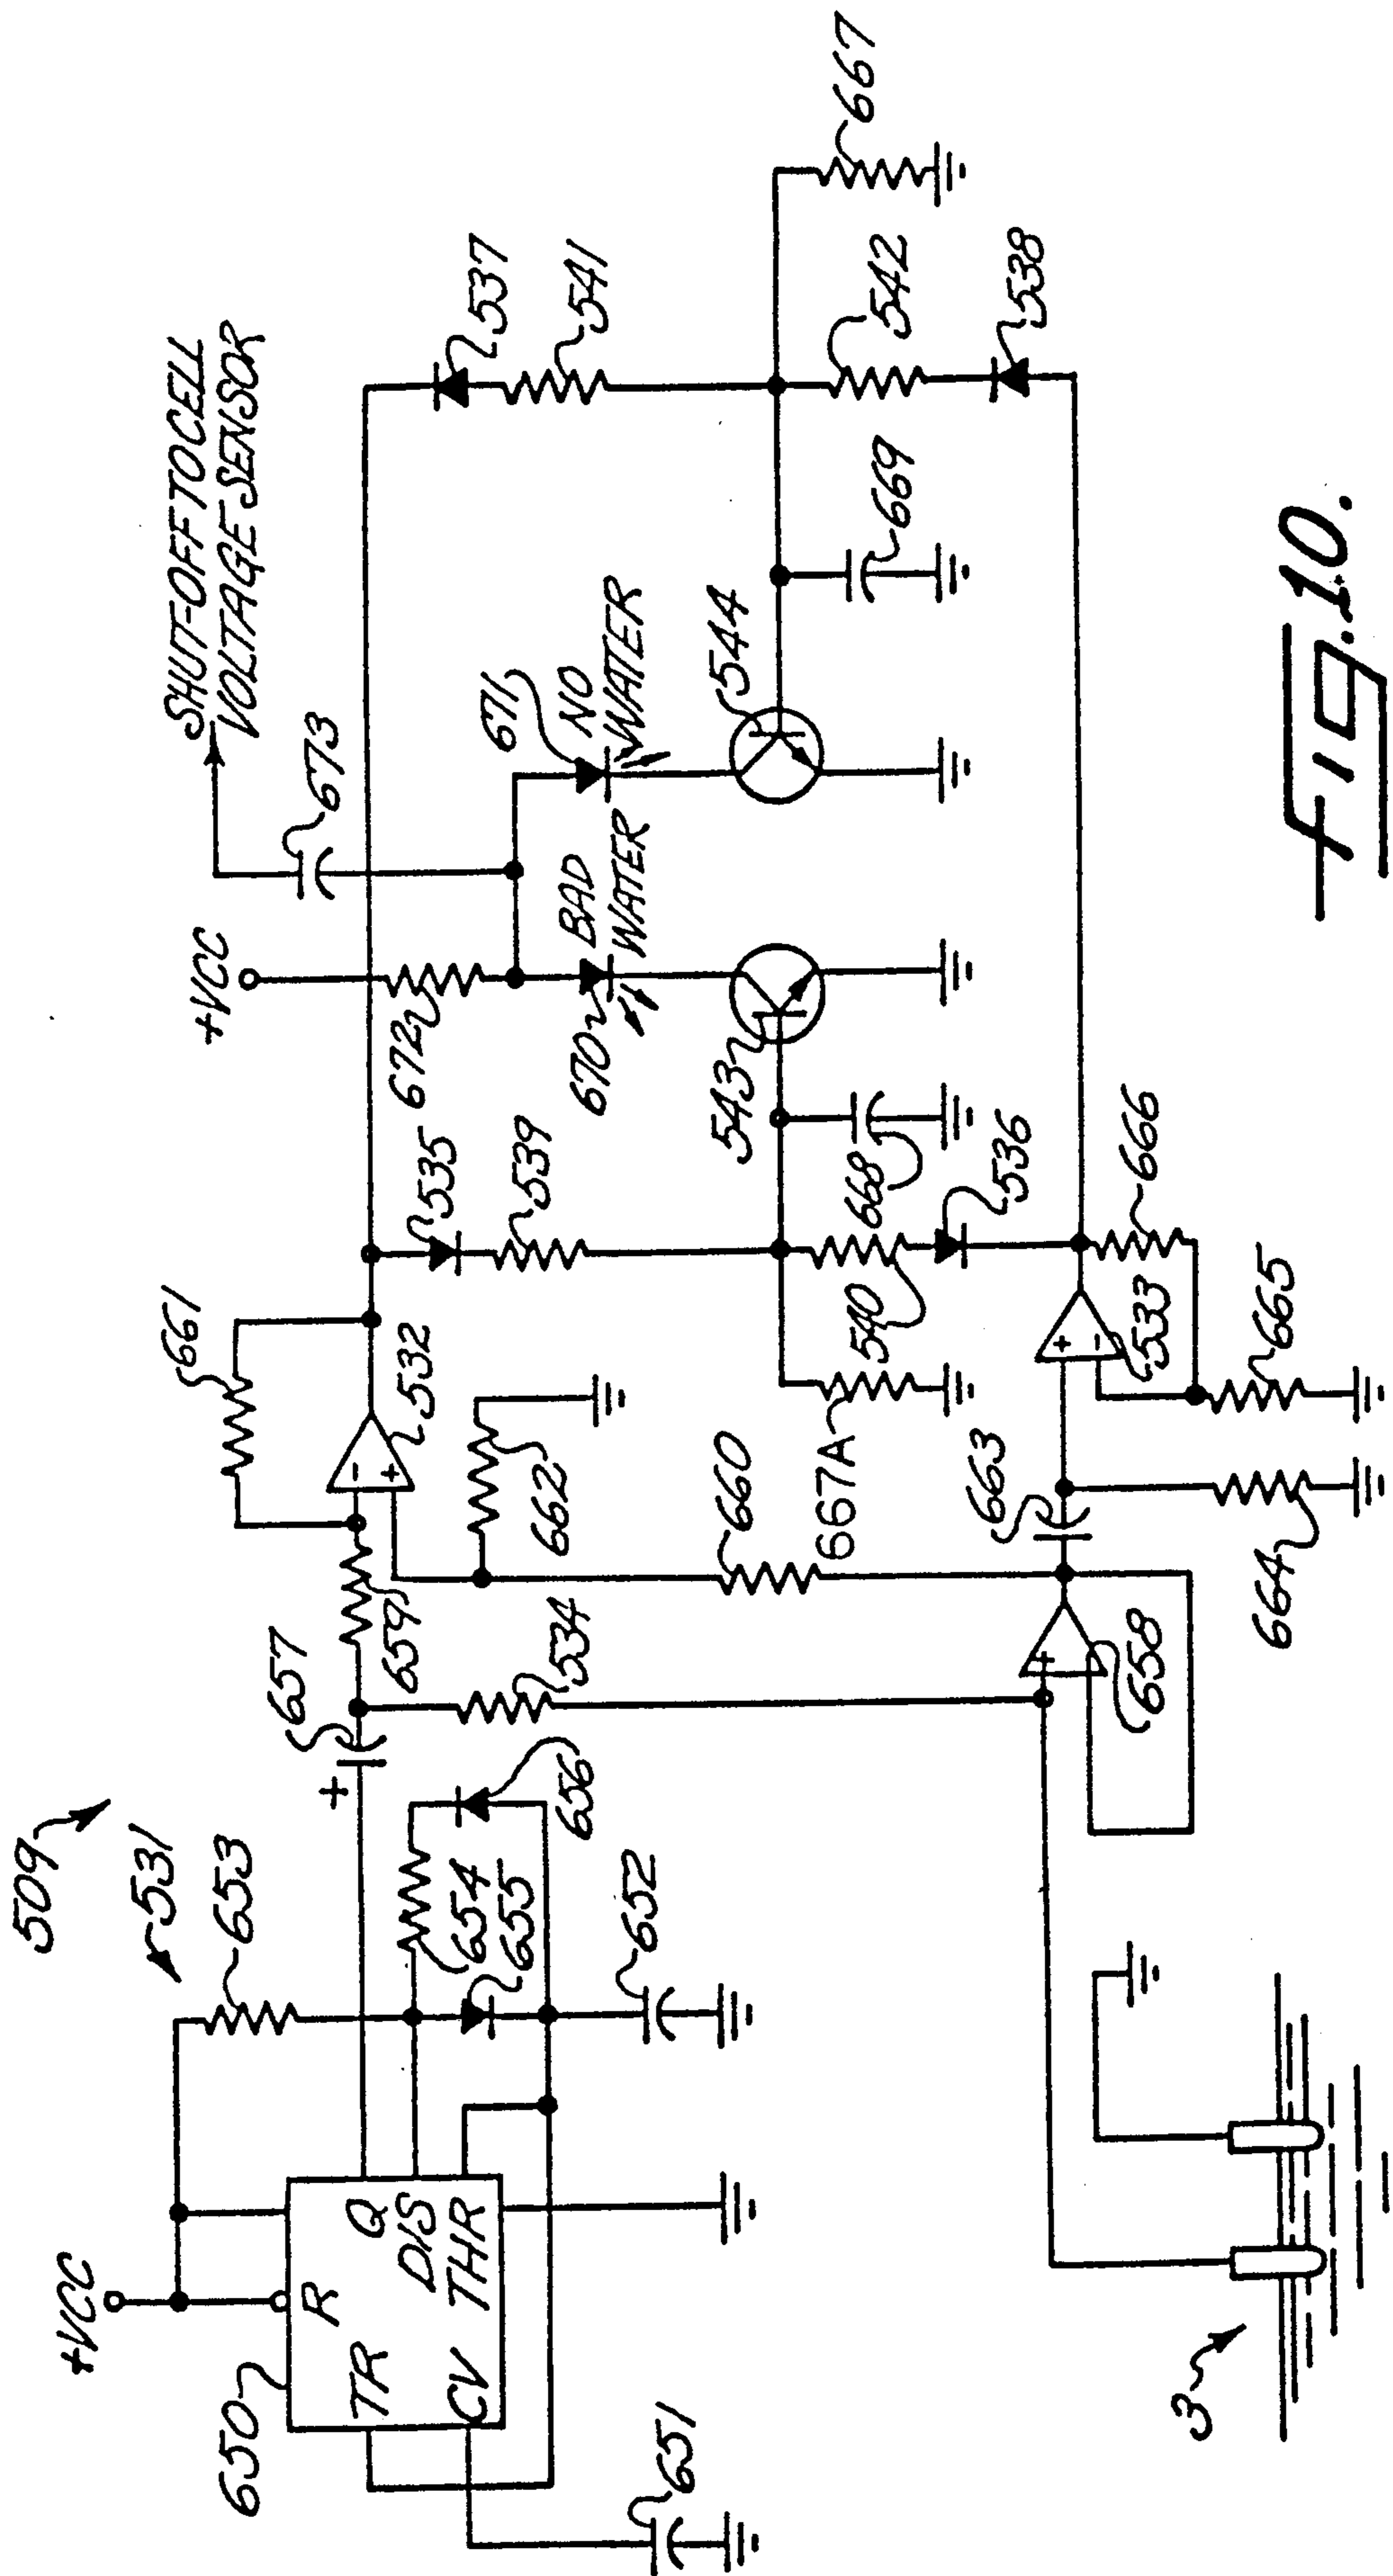 509
531
+VCC
650
R
TR
Q
DIS
THR
CV
651
653
654
655
656
652
657
534
659
661
532
662
660
535
539
+VCC
672
SHUT-OFF TO CELL
VOLTAGE SENSOR
673
670
BAD
WATER
671
NO
WATER
537
541
543
544
668
669
667
542
538
667A
540
536
658
663
664
533
666
665
3
FIG. 10.